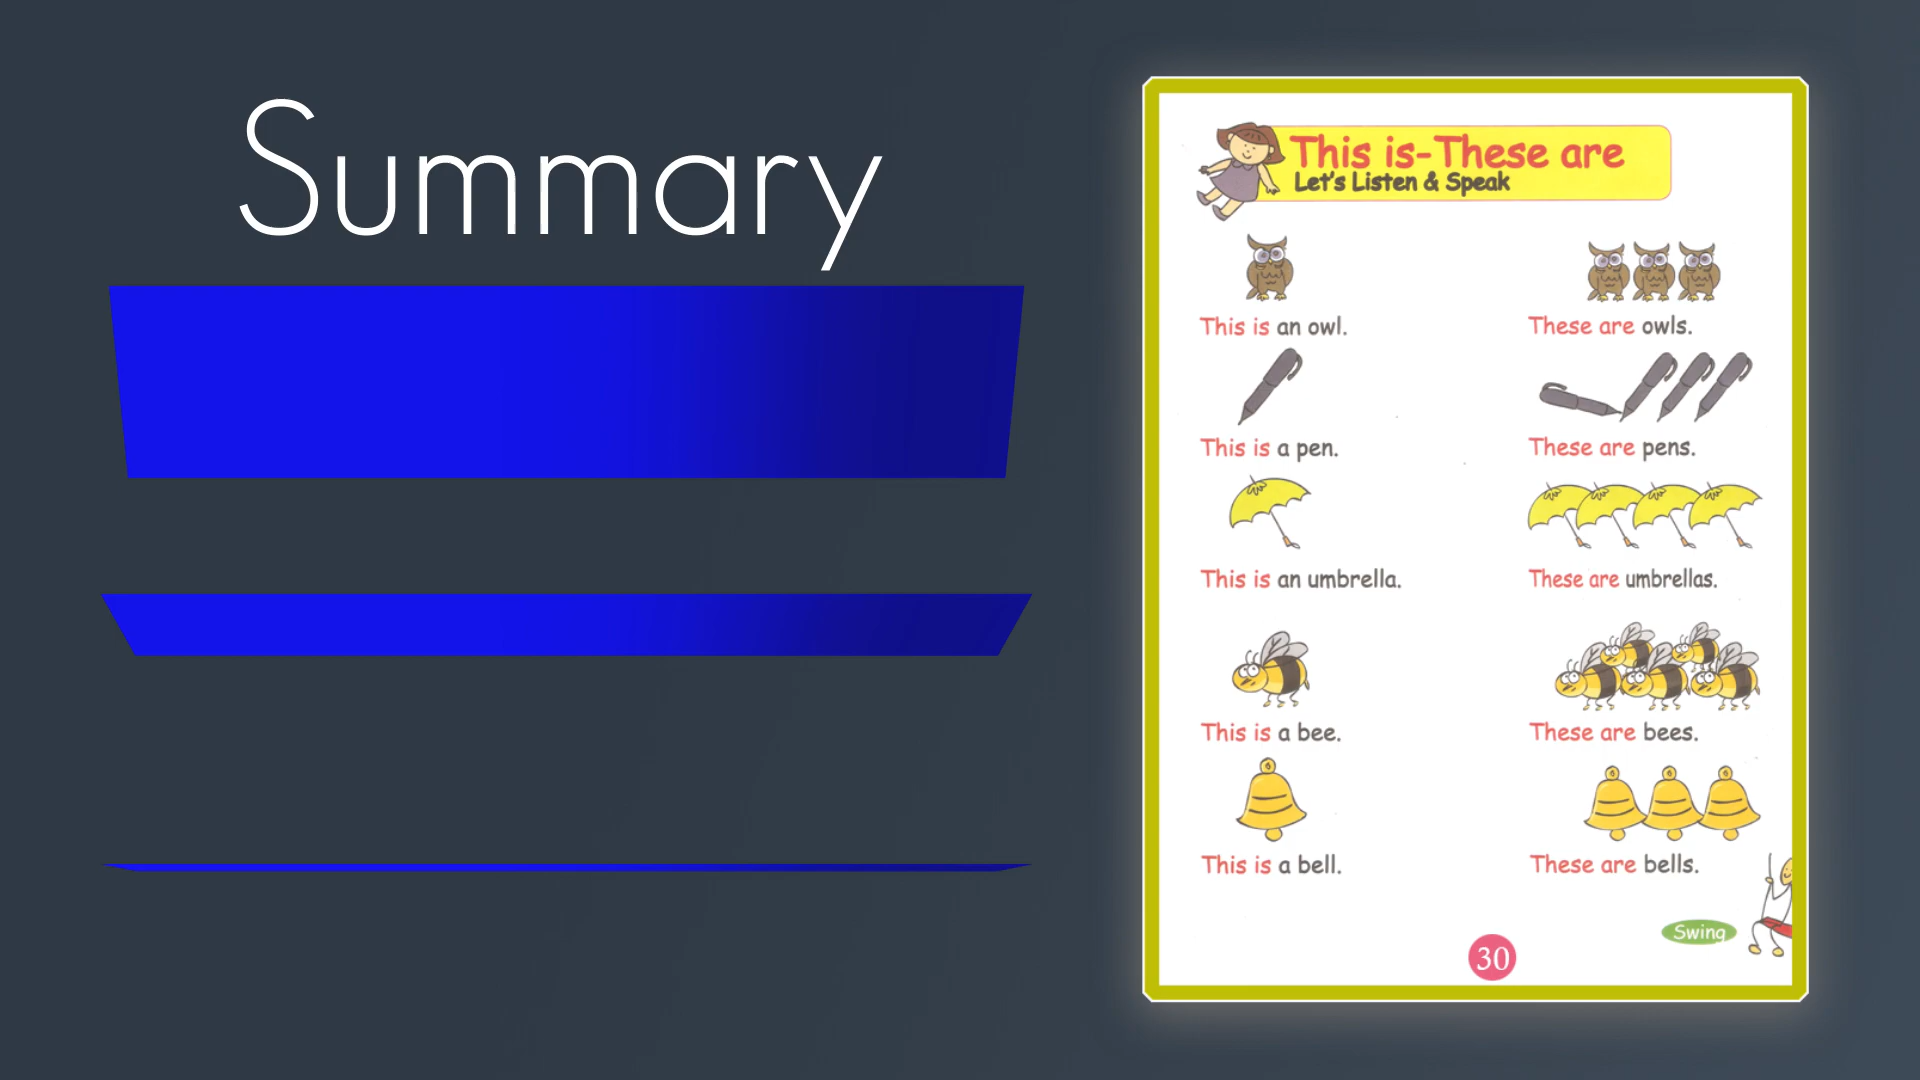 Summary
This is-These are
Let's Listen & Speak
This is an owl.
These are owls.
This is a pen.
These are pens.
This is an umbrella.
These are umbrellas.
This is a bee.
These are bees.
This is a bell.
These are bells.
Swing
30